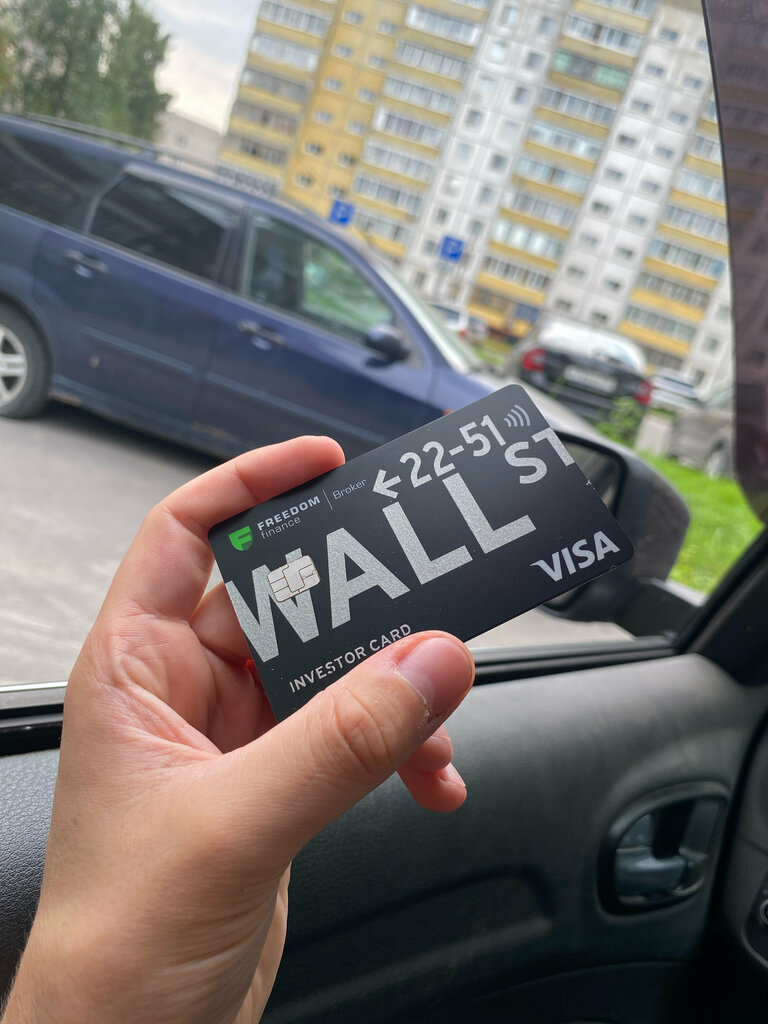 ←22-51
WALL ST
FREEDOM
finance
Broker
INVESTOR CARD
VISA
P
P